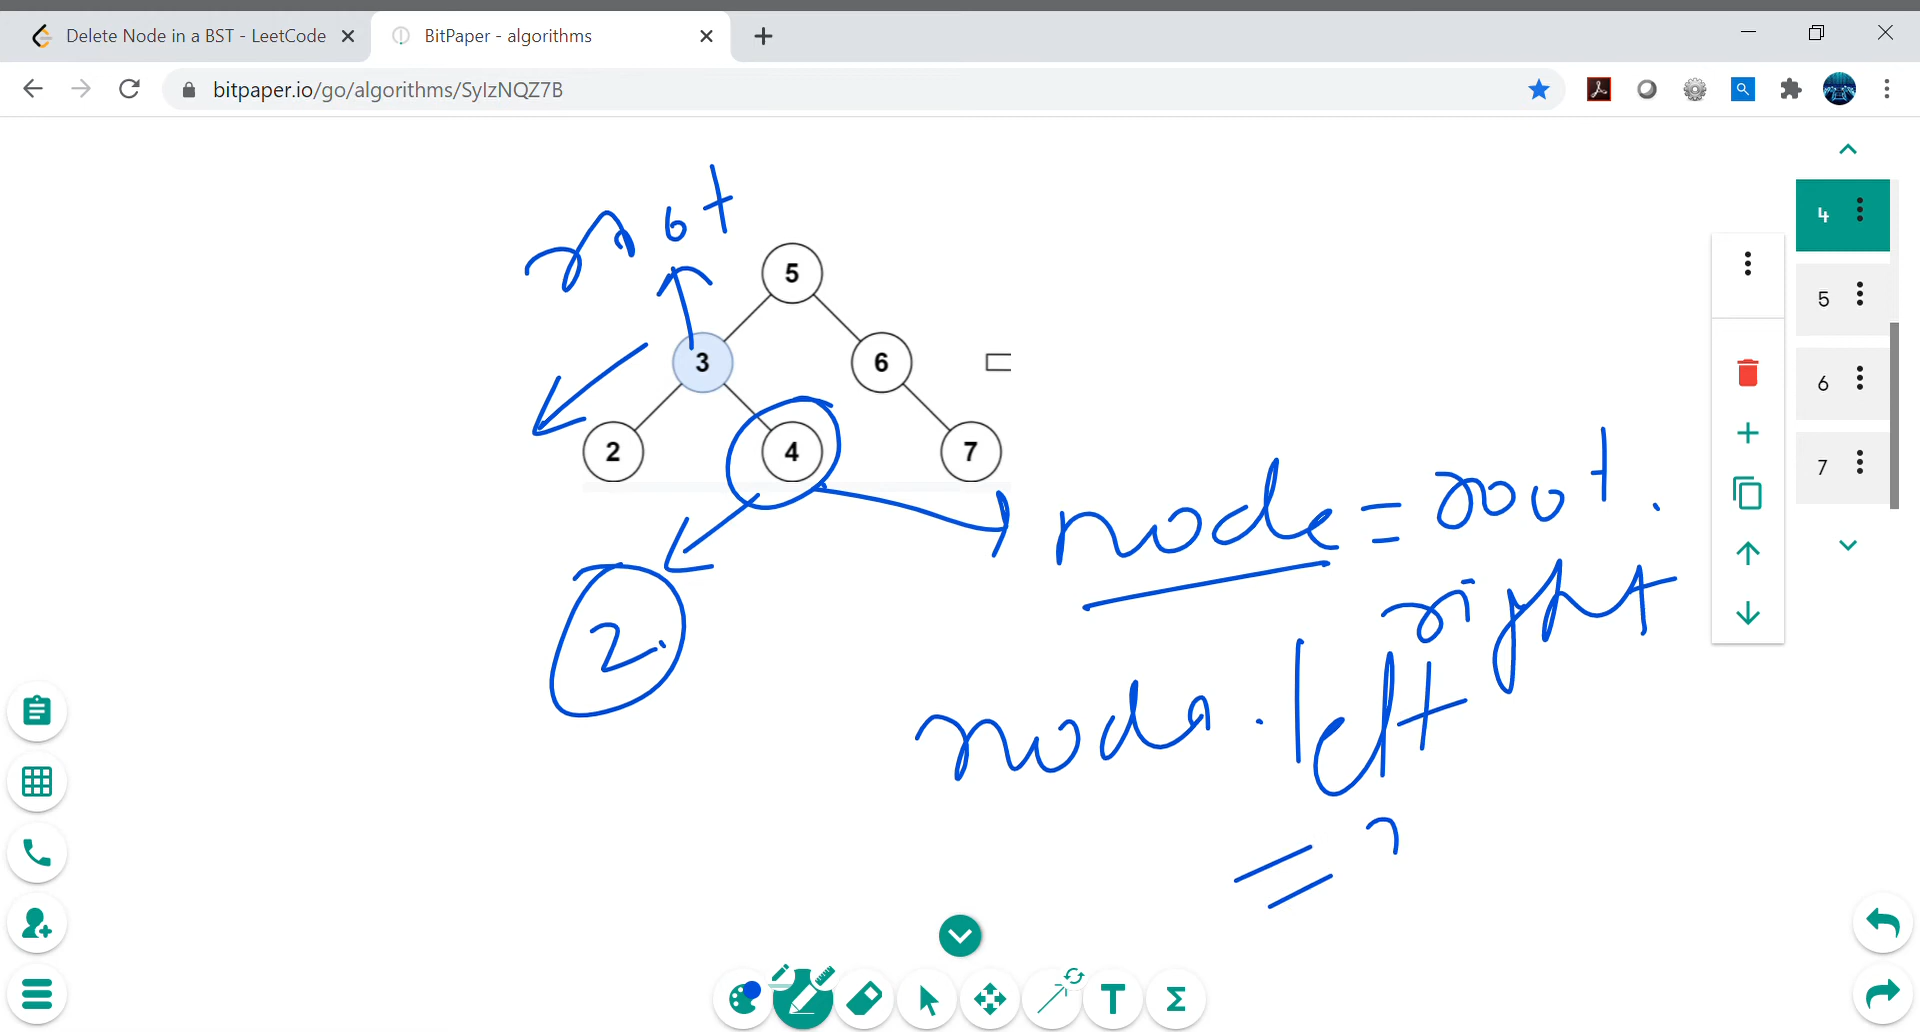 Delete Node in a BST - LeetCode
BitPaper - algorithms
bitpaper.io/go/algorithms/SyIzNQZ7B
root
5
3
6
2
4
7
node = root.
right
node.left
=
2.
4
5
6
7
T
Σ